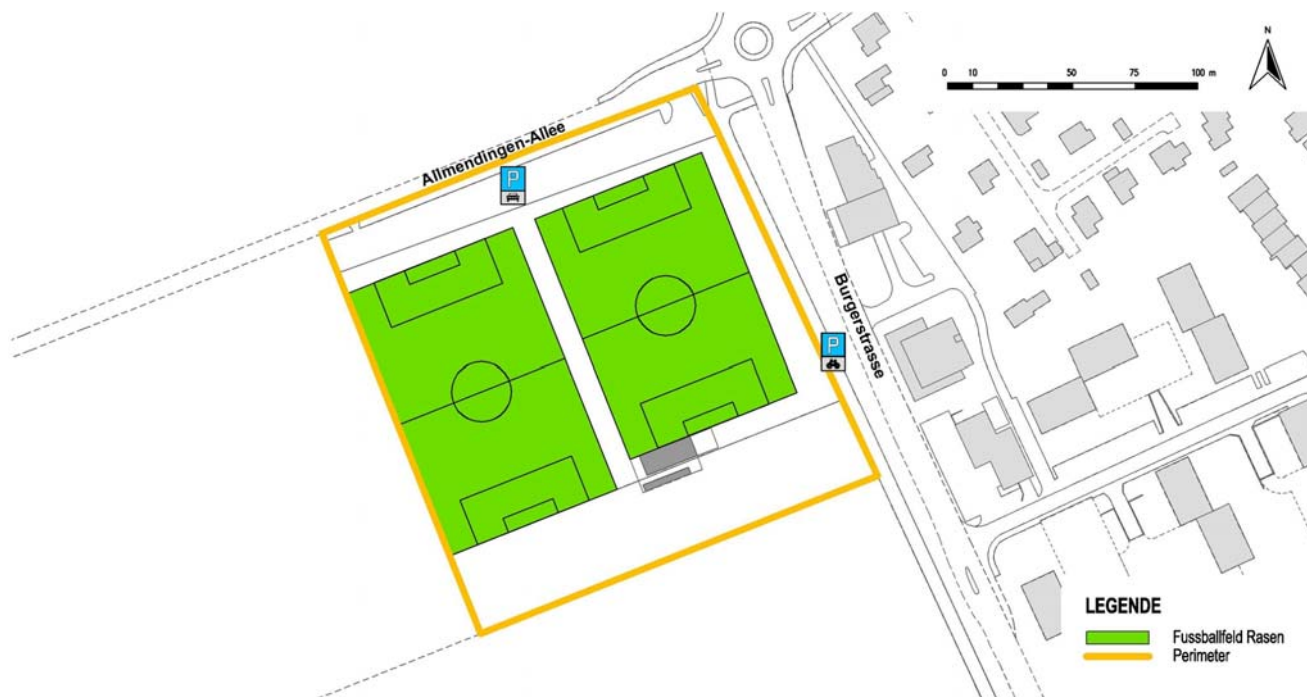 N
0 10 50 75 100 m
Allmendingen-Allee
P
Burgerstrasse
P
LEGENDE
Fussballfeld Rasen
Perimeter